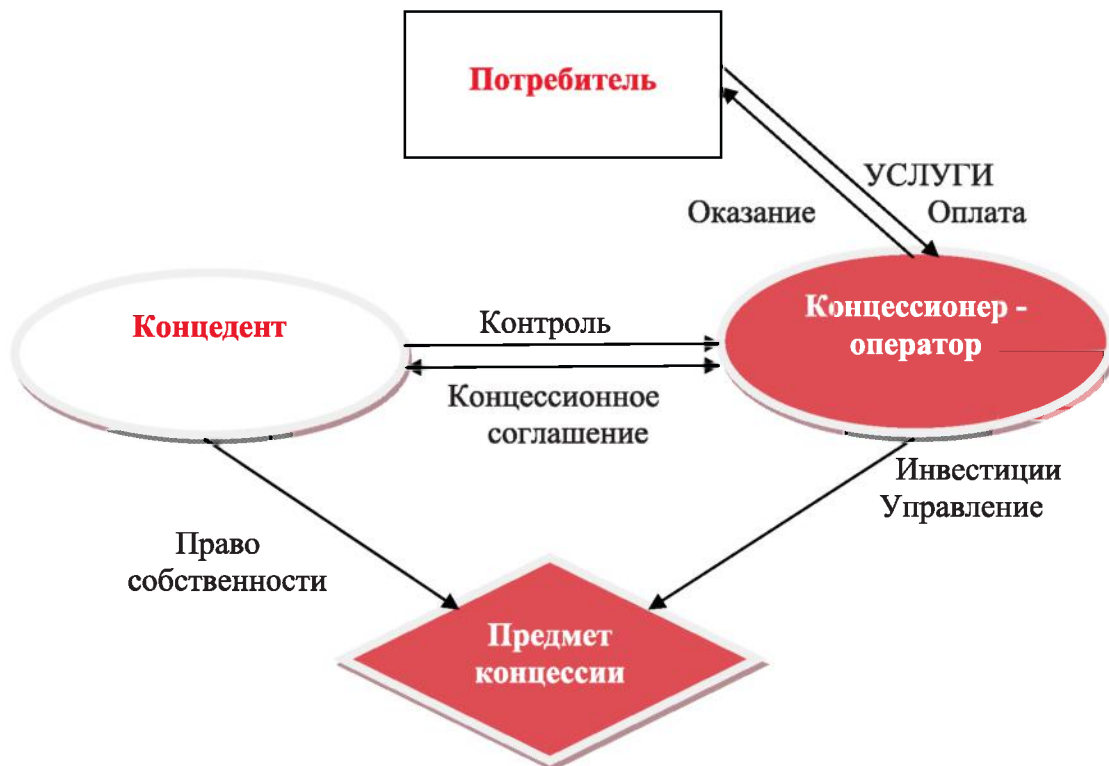 Потребитель
УСЛУГИ
Оказание
Оплата
Концедент
Контроль
Концессионер -
оператор
Концессионное
соглашение
Инвестиции
Управление
Право
собственности
Предмет
концессии